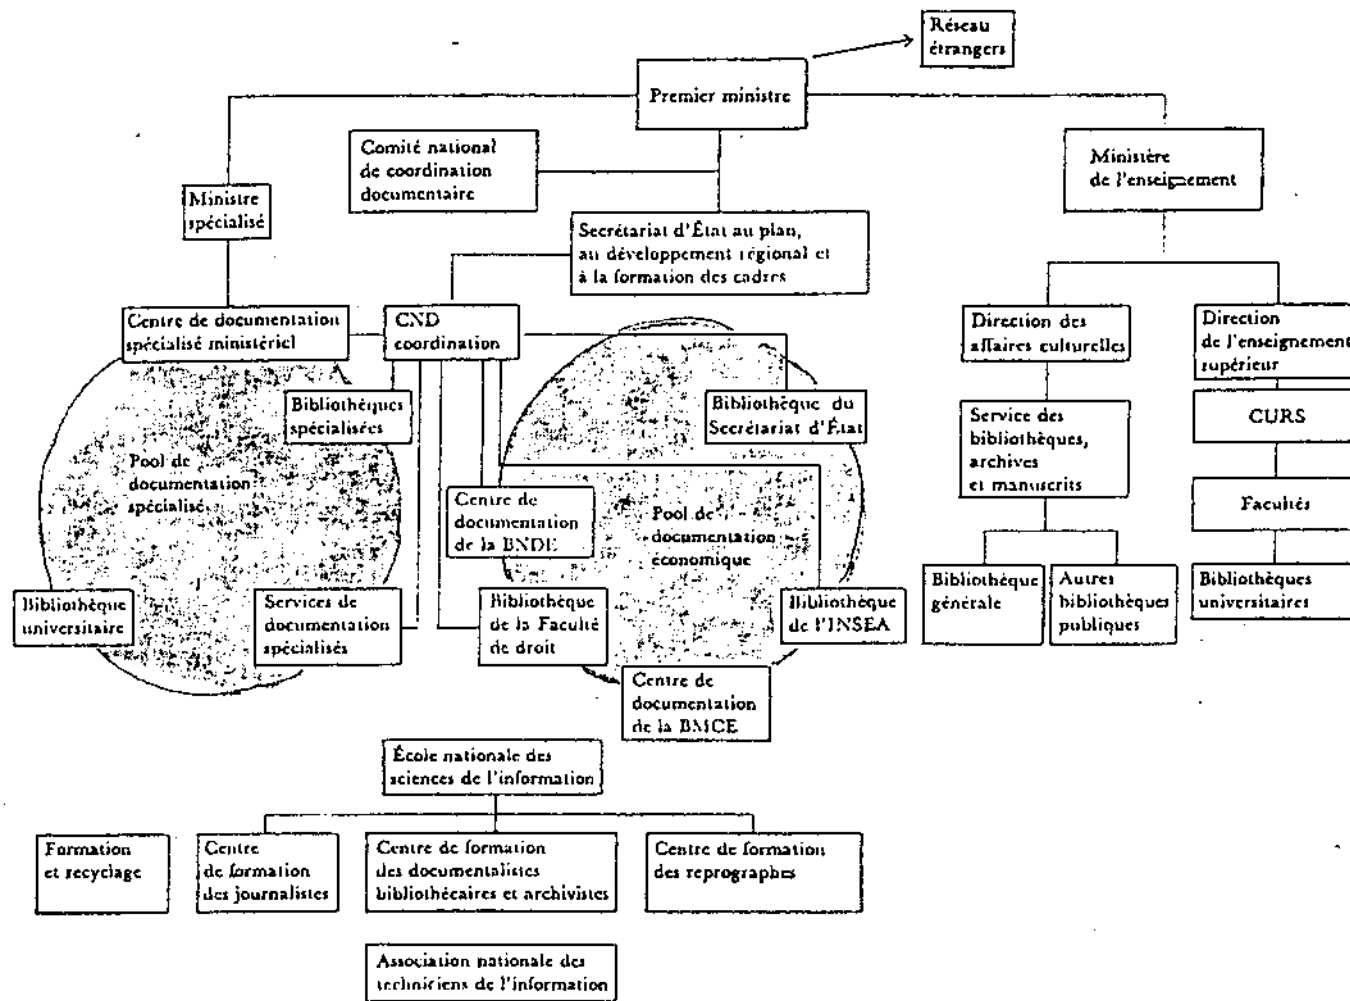 Réseau
étrangers
Premier ministre
Comité national
de coordination
documentaire
Ministère
de l'enseignement
Ministre
spécialisé
Secrétariat d'État au plan,
au développement régional et
à la formation des cadres
Centre de documentation
spécialisé ministériel
CND
coordination
Direction des
affaires culturelles
Direction
de l'enseignement
supérieur
Bibliothèques
spécialisées
Bibliothèque du
Secrétariat d'État
Service des
bibliothèques,
archives
et manuscrits
CURS
Pool de
documentation
spécialisé
Centre de
documentation
de la BNDE
Pool de
documentation
économique
Facultés
Bibliothèque
universitaire
Services de
documentation
spécialisés
Bibliothèque
de la Faculté
de droit
Bibliothèque
de l'INSEA
Bibliothèque
générale
Autres
bibliothèques
publiques
Bibliothèques
universitaires
Centre de
documentation
de la BMCE
École nationale des
sciences de l'information
Formation
et recyclage
Centre
de formation
des journalistes
Centre de formation
des documentalistes
bibliothécaires et archivistes
Centre de formation
des reprographes
Association nationale des
techniciens de l'information